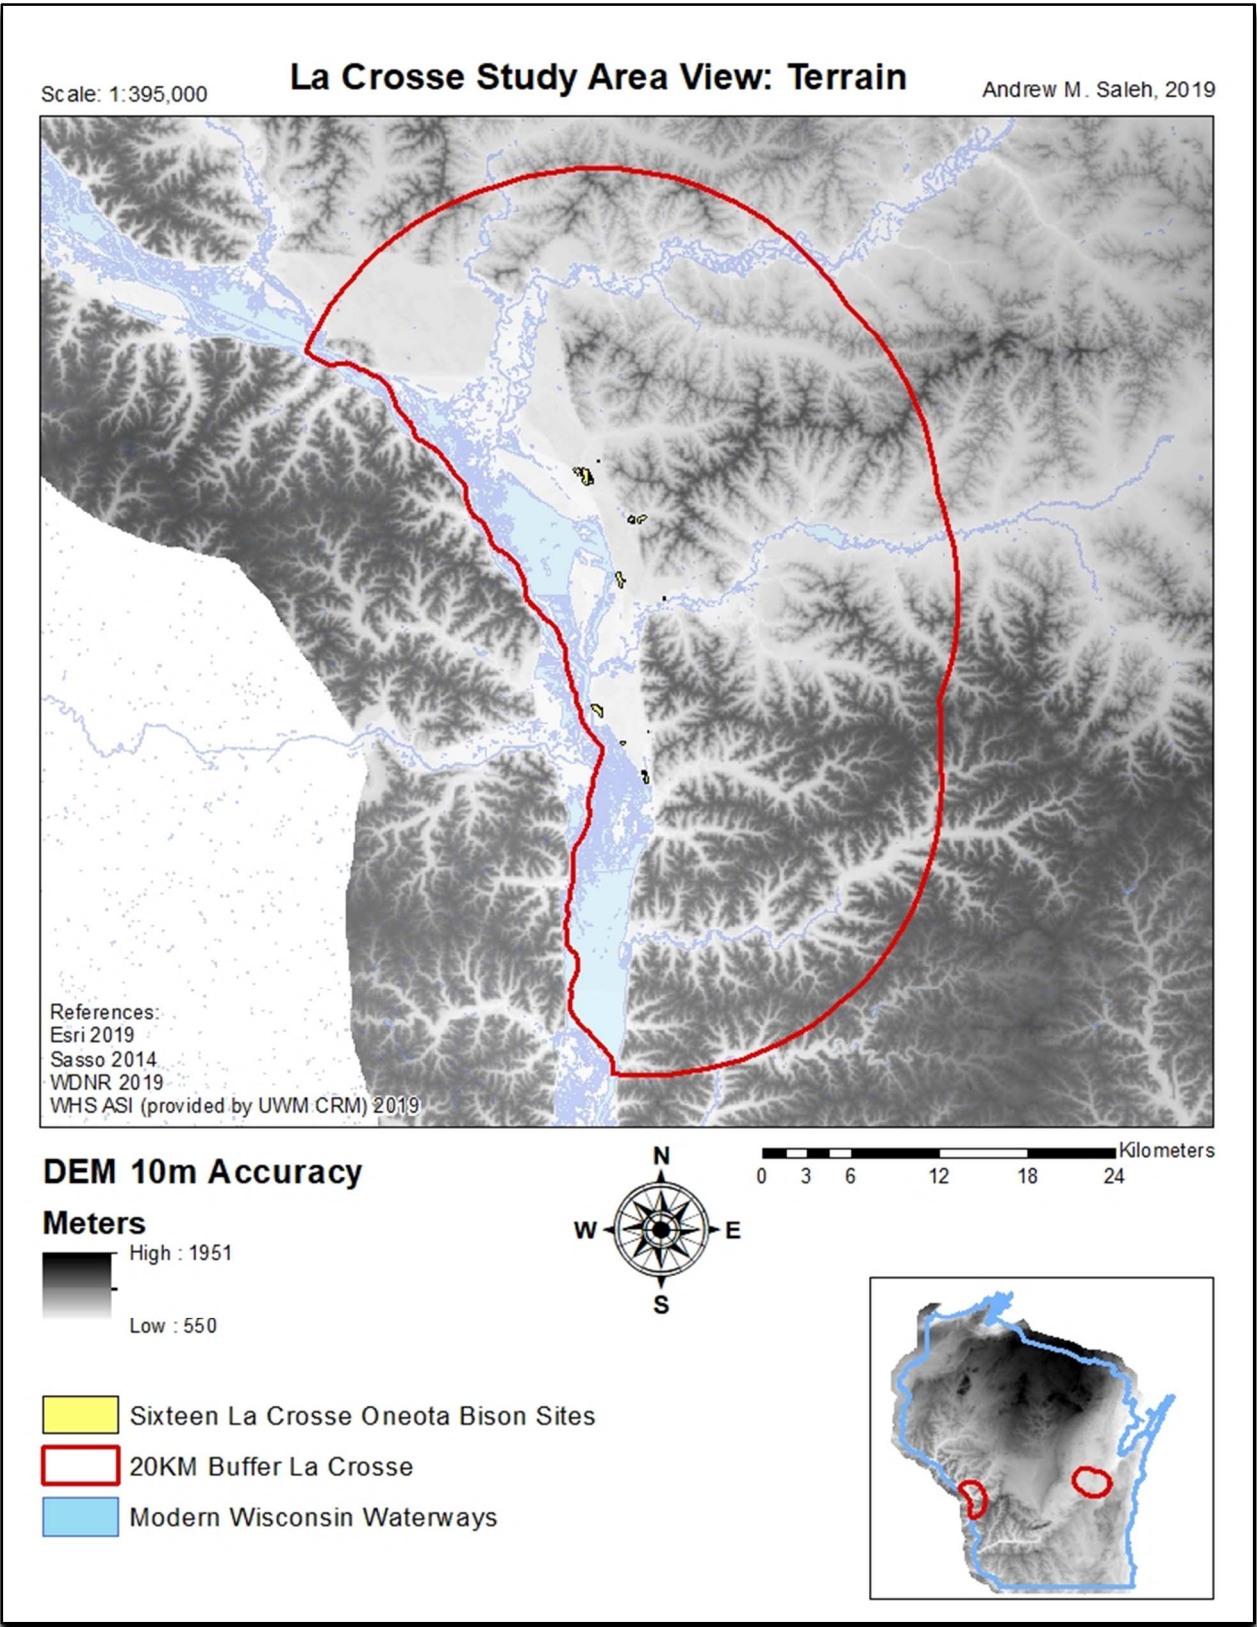 La Crosse Study Area View: Terrain
Scale: 1:395,000
Andrew M. Saleh, 2019
References:
Esri 2019
Sasso 2014
WDNR 2019
WHS ASI (provided by UWM CRM) 2019
DEM 10m Accuracy
Meters
High : 1951
Low : 550
N
W E
S
Kilometers
0 3 6 12 18 24
Sixteen La Crosse Oneota Bison Sites
20KM Buffer La Crosse
Modern Wisconsin Waterways